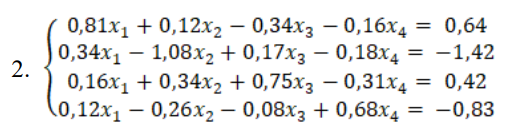 2.
0,81x₁ + 0,12x₂ − 0,34x₃ − 0,16x₄ = 0,64
0,34x₁ − 1,08x₂ + 0,17x₃ − 0,18x₄ = −1,42
0,16x₁ + 0,34x₂ + 0,75x₃ − 0,31x₄ = 0,42
0,12x₁ − 0,26x₂ − 0,08x₃ + 0,68x₄ = −0,83